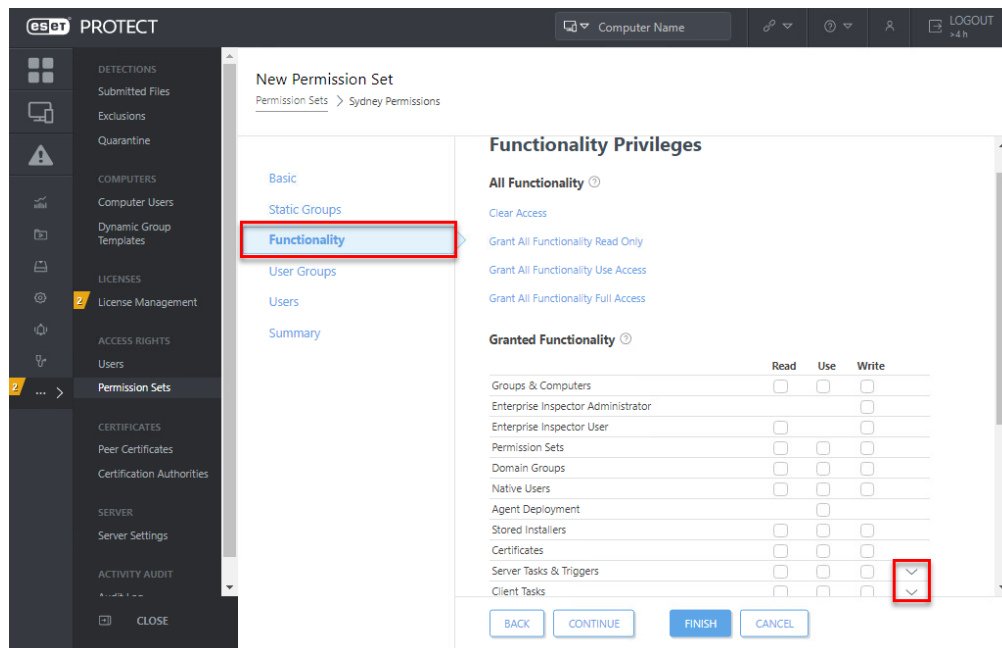 eset PROTECT
Computer Name
LOGOUT
>4 h
DETECTIONS
Submitted Files
Exclusions
Quarantine
COMPUTERS
Computer Users
Dynamic Group
Templates
LICENSES
2 License Management
ACCESS RIGHTS
Users
Permission Sets
2 ...
CERTIFICATES
Peer Certificates
Certification Authorities
SERVER
Server Settings
ACTIVITY AUDIT
Audit Log
CLOSE
New Permission Set
Permission Sets > Sydney Permissions
Basic
Static Groups
Functionality
User Groups
Users
Summary
Functionality Privileges
All Functionality ?
Clear Access
Grant All Functionality Read Only
Grant All Functionality Use Access
Grant All Functionality Full Access
Granted Functionality ?
Read Use Write
Groups & Computers
Enterprise Inspector Administrator
Enterprise Inspector User
Permission Sets
Domain Groups
Native Users
Agent Deployment
Stored Installers
Certificates
Server Tasks & Triggers
Client Tasks
BACK CONTINUE FINISH CANCEL